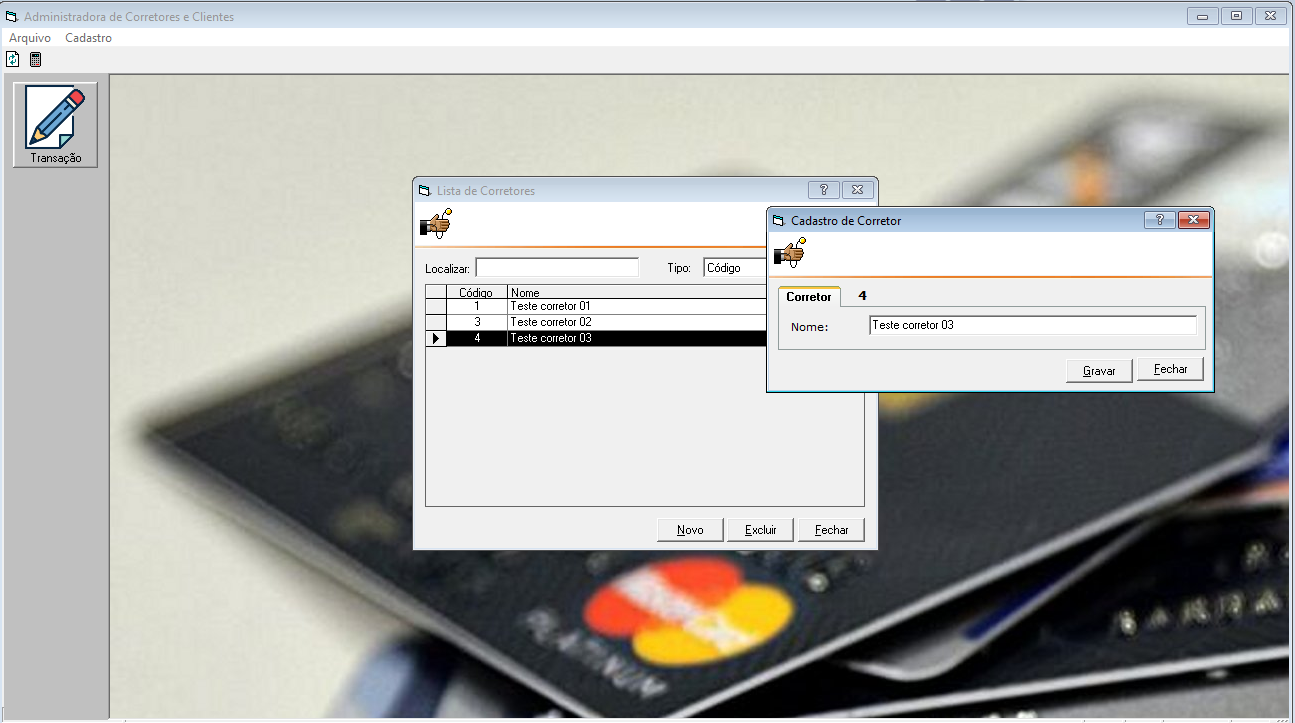 Administradora de Corretores e Clientes
Arquivo Cadastro
Transação
Lista de Corretores
Localizar:
Tipo: Código
Código Nome
1 Teste corretor 01
3 Teste corretor 02
4 Teste corretor 03
Novo Excluir Fechar
Cadastro de Corretor
Corretor 4
Nome: Teste corretor 03
Gravar Fechar
PLATINUM